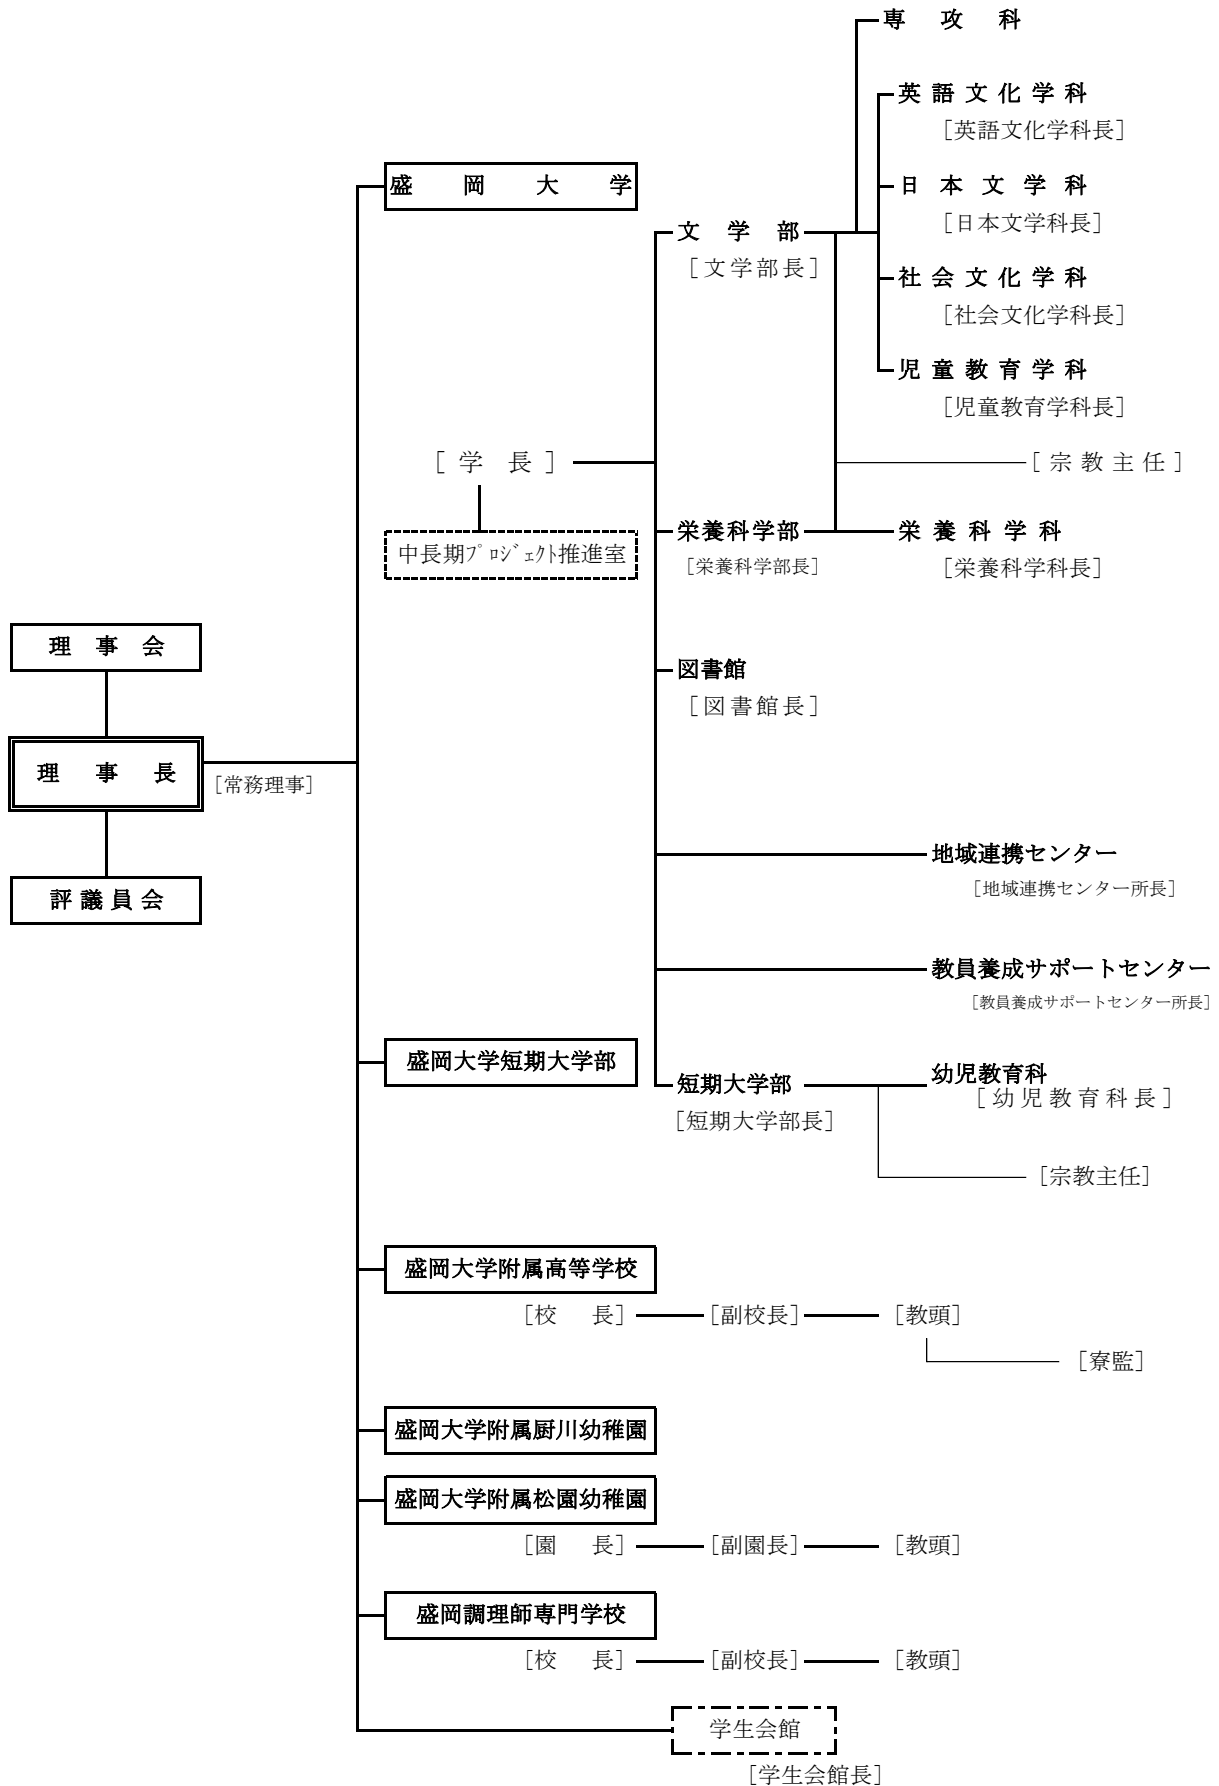 専　攻　科
英語文化学科
［英語文化学科長］
盛　岡　大　学
日本文学科
［日本文学科長］
文学部
［文学部長］
社会文化学科
［社会文化学科長］
児童教育学科
［児童教育学科長］
［学　長］
［宗教主任］
中長期ﾌﾟﾛｼﾞｪｸﾄ推進室
栄養科学部
［栄養科学部長］
栄養科学科
［栄養科学科長］
理　事　会
図書館
［図書館長］
理　事　長
［常務理事］
評議員会
地域連携センター
［地域連携センター所長］
教員養成サポートセンター
［教員養成サポートセンター所長］
盛岡大学短期大学部
短期大学部
［短期大学部長］
幼児教育科
［幼児教育科長］
［宗教主任］
盛岡大学附属高等学校
［校　長］ ［副校長］ ［教頭］
［寮監］
盛岡大学附属厨川幼稚園
盛岡大学附属松園幼稚園
［園　長］ ［副園長］ ［教頭］
盛岡調理師専門学校
［校　長］ ［副校長］ ［教頭］
学生会館
［学生会館長］